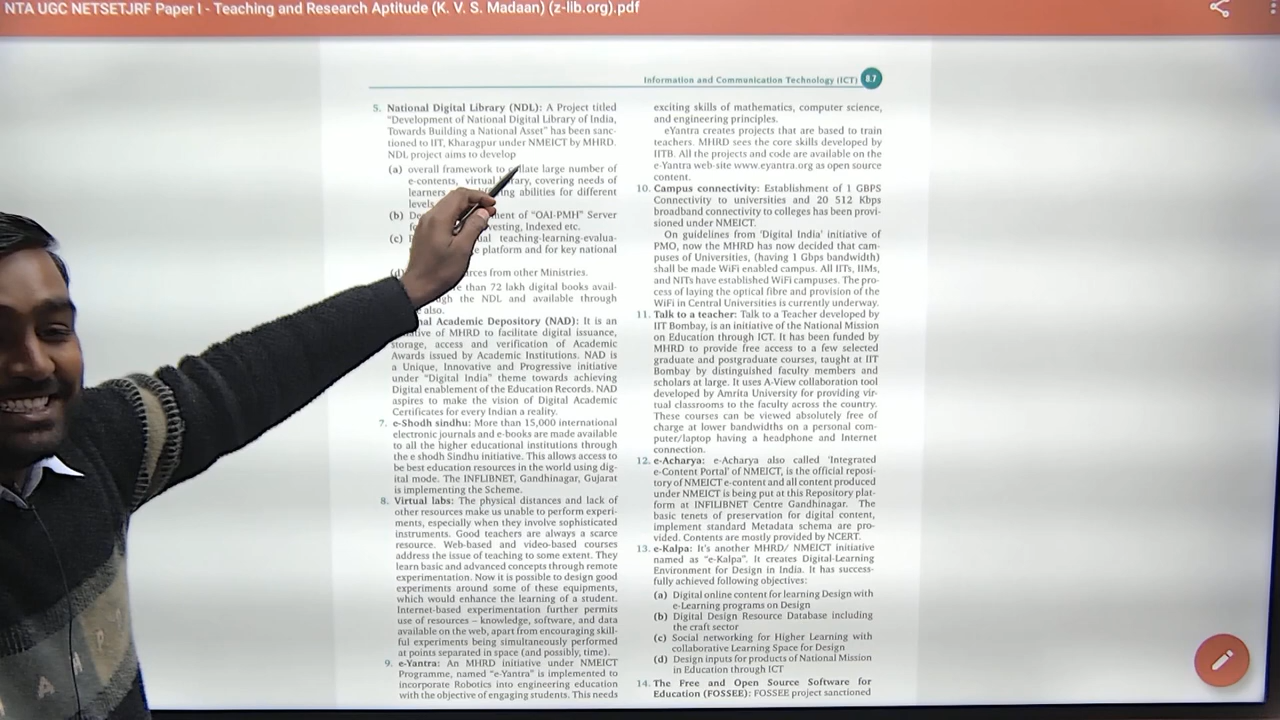 NTA UGC NETSETJRF Paper I - Teaching and Research Aptitude (K. V. S. Madaan) (z-lib.org).pdf
Information and Communication Technology (ICT) 8.7
5. National Digital Library (NDL): A Project titled
"Development of National Digital Library of India,
Towards Building a National Asset" has been sanc-
tioned to IIT, Kharagpur under NMEICT by MHRD.
NDL project aims to develop
(a) overall framework to collate large number of
e-contents, virtual library, covering needs of
learners abilities for different
levels
(b) ment of "OAI-PMH" Server
vesting, Indexed etc.
(c) teaching-learning-evalua-
platform and for key national
(d) rces from other Ministries.
than 72 lakh digital books avail-
the NDL and available through
also.
Academic Depository (NAD): It is an
of MHRD to facilitate digital issuance,
storage, access and verification of Academic
Awards issued by Academic Institutions. NAD is
a Unique, Innovative and Progressive initiative
under "Digital India" theme towards achieving
Digital enablement of the Education Records. NAD
aspires to make the vision of Digital Academic
Certificates for every Indian a reality.
7. e-Shodh sindhu: More than 15,000 international
electronic journals and e-books are made available
to all the higher educational institutions through
the e shodh Sindhu initiative. This allows access to
be best education resources in the world using dig-
ital mode. The INFLIBNET, Gandhinagar, Gujarat
is implementing the Scheme.
8. Virtual labs: The physical distances and lack of
other resources make us unable to perform experi-
ments, especially when they involve sophisticated
instruments. Good teachers are always a scarce
resource. Web-based and video-based courses
address the issue of teaching to some extent. They
learn basic and advanced concepts through remote
experimentation. Now it is possible to design good
experiments around some of these equipments,
which would enhance the learning of a student.
Internet-based experimentation further permits
use of resources – knowledge, software, and data
available on the web, apart from encouraging skill-
ful experiments being simultaneously performed
at points separated in space (and possibly, time).
9. e-Yantra: An MHRD initiative under NMEICT
Programme, named "e-Yantra" is implemented to
incorporate Robotics into engineering education
with the objective of engaging students. This needs
exciting skills of mathematics, computer science,
and engineering principles.
eYantra creates projects that are based to train
teachers. MHRD sees the core skills developed by
IITB. All the projects and code are available on the
e-Yantra web-site www.eyantra.org as open source
content.
10. Campus connectivity: Establishment of 1 GBPS
Connectivity to universities and 20 512 Kbps
broadband connectivity to colleges has been provi-
sioned under NMEICT.
On guidelines from 'Digital India' initiative of
PMO, now the MHRD has now decided that cam-
puses of Universities, (having 1 Gbps bandwidth)
shall be made WiFi enabled campus. All IITs, IIMs,
and NITs have established WiFi campuses. The pro-
cess of laying the optical fibre and provision of the
WiFi in Central Universities is currently underway.
11. Talk to a teacher: Talk to a Teacher developed by
IIT Bombay, is an initiative of the National Mission
on Education through ICT. It has been funded by
MHRD to provide free access to a few selected
graduate and postgraduate courses, taught at IIT
Bombay by distinguished faculty members and
scholars at large. It uses A-View collaboration tool
developed by Amrita University for providing vir-
tual classrooms to the faculty across the country.
These courses can be viewed absolutely free of
charge at lower bandwidths on a personal com-
puter/laptop having a headphone and Internet
connection.
12. e-Acharya: e-Acharya also called 'Integrated
e-Content Portal' of NMEICT, is the official reposi-
tory of NMEICT e-content and all content produced
under NMEICT is being put at this Repository plat-
form at INFILIBNET Centre Gandhinagar. The
basic tenets of preservation for digital content,
implement standard Metadata schema are pro-
vided. Contents are mostly provided by NCERT.
13. e-Kalpa: It's another MHRD/ NMEICT initiative
named as "e-Kalpa". It creates Digital-Learning
Environment for Design in India. It has success-
fully achieved following objectives:
(a) Digital online content for learning Design with
e-Learning programs on Design
(b) Digital Design Resource Database including
the craft sector
(c) Social networking for Higher Learning with
collaborative Learning Space for Design
(d) Design inputs for products of National Mission
in Education through ICT
14. The Free and Open Source Software for
Education (FOSSEE): FOSSEE project sanctioned